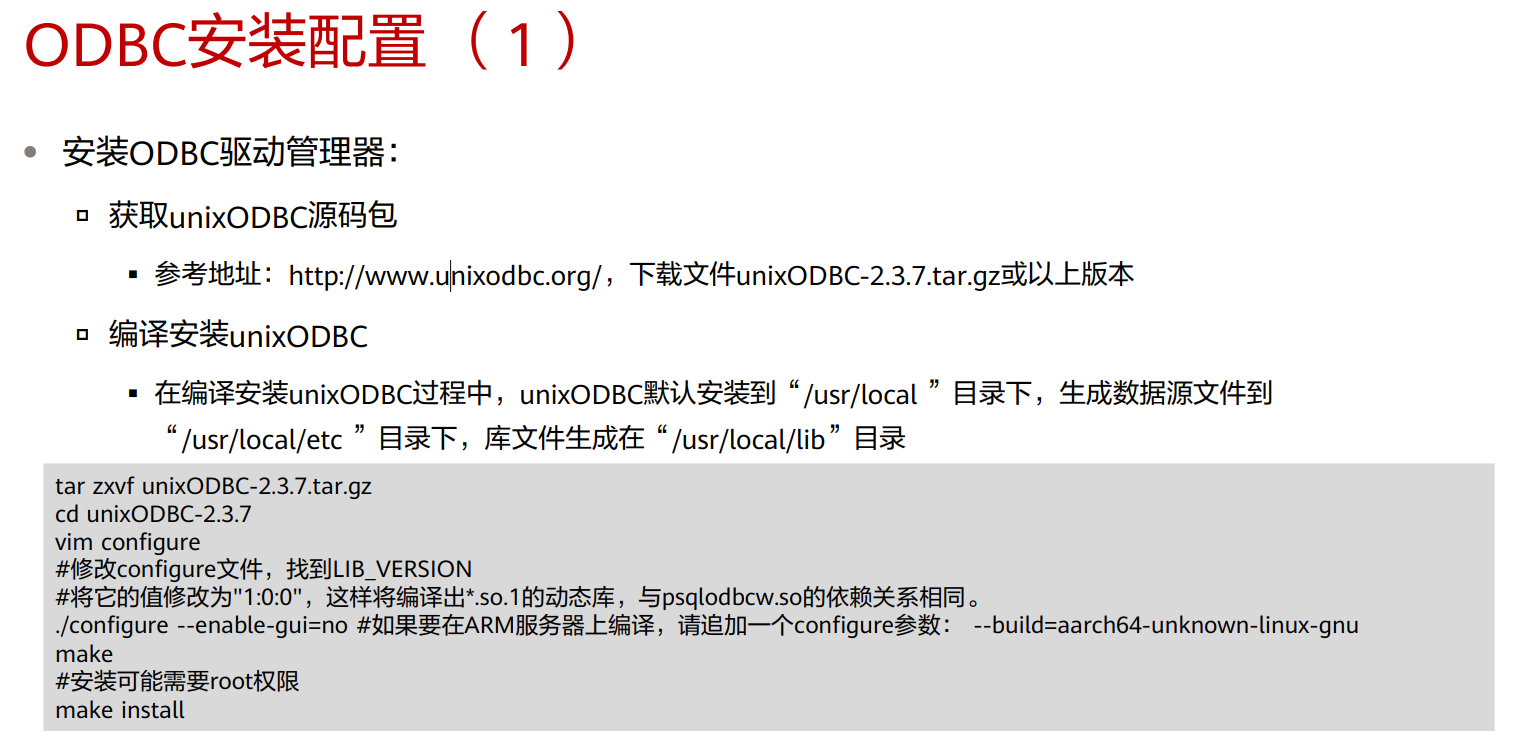 ODBC安装配置（1）
安装ODBC驱动管理器：
获取unixODBC源码包
参考地址：http://www.unixodbc.org/，下载文件unixODBC-2.3.7.tar.gz或以上版本
编译安装unixODBC
在编译安装unixODBC过程中，unixODBC默认安装到“/usr/local ”目录下，生成数据源文件到
“/usr/local/etc ”目录下，库文件生成在“/usr/local/lib”目录
tar zxvf unixODBC-2.3.7.tar.gz
cd unixODBC-2.3.7
vim configure
#修改configure文件，找到LIB_VERSION
#将它的值修改为"1:0:0"，这样将编译出*.so.1的动态库，与psqlodbcw.so的依赖关系相同。
./configure --enable-gui=no #如果要在ARM服务器上编译，请追加一个configure参数： --build=aarch64-unknown-linux-gnu
make
#安装可能需要root权限
make install